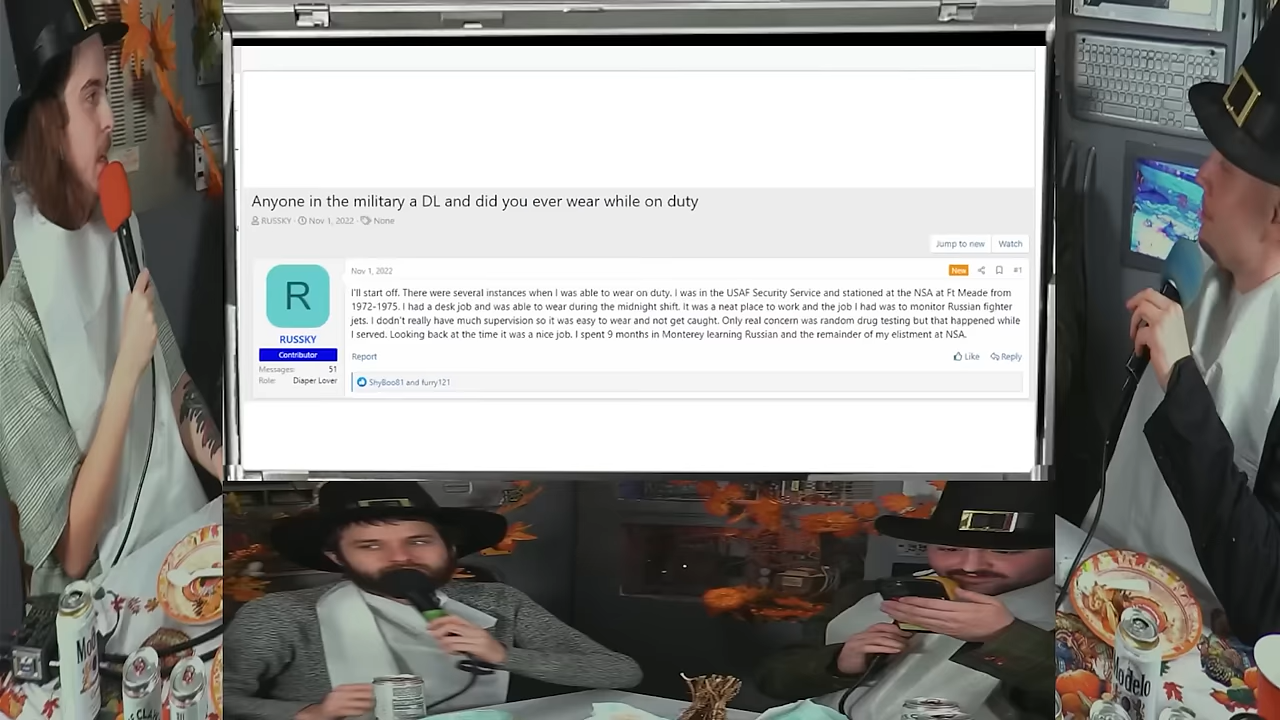 Anyone in the military a DL and did you ever wear while on duty
RUSSKY Nov 1, 2022 None
Jump to new Watch
R
RUSSKY
Contributor
Messages: 51
Role: Diaper Lover
Nov 1, 2022 New #1
I'll start off. There were several instances when I was able to wear on duty. I was in the USAF Security Service and stationed at the NSA at Ft Meade from
1972-1975. I had a desk job and was able to wear during the midnight shift. It was a neat place to work and the job I had was to monitor Russian fighter
jets. I dodn't really have much supervision so it was easy to wear and not get caught. Only real concern was random drug testing but that happened while
I served. Looking back at the time it was a nice job. I spent 9 months in Monterey learning Russian and the remainder of my elistment at NSA.
Report Like Reply
ShyBoo81 and furry121
Modelo